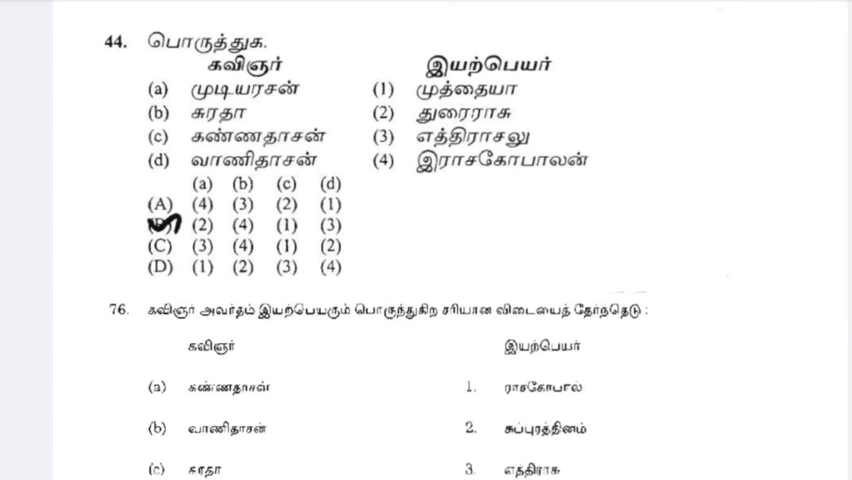 44. பொருத்துக.
கவிஞர் இயற்பெயர்
(a) முடியரசன் (1) முத்தையா
(b) சுரதா (2) துரைராசு
(c) கண்ணதாசன் (3) எத்திராசலு
(d) வாணிதாசன் (4) இராசகோபாலன்
(a) (b) (c) (d)
(A) (4) (3) (2) (1)
(2) (4) (1) (3)
(C) (3) (4) (1) (2)
(D) (1) (2) (3) (4)
76. கவிஞர் அவர்தம் இயற்பெயரும் பொருந்துகிற சரியான விடையைத் தேர்ந்தெடு :
கவிஞர் இயற்பெயர்
(a) கண்ணதாசன் 1. ராசகோபால்
(b) வாணிதாசன் 2. சுப்புரத்தினம்
(c) சுரதா 3. எத்திராசு